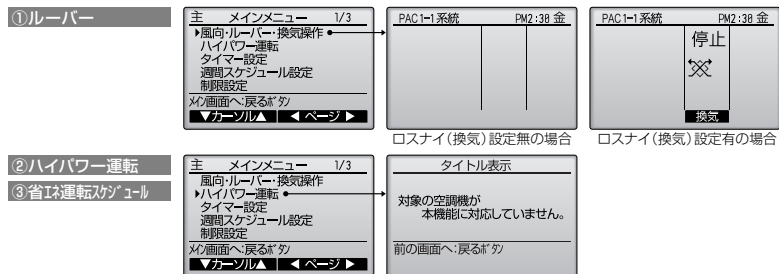 ①ルーバー
主 メインメニュー 1/3
▶風向・ルーバー・換気操作
ハイパワー運転
タイマー設定
週間スケジュール設定
制限設定
メイン画面へ:戻るボタン
▼カーソル▲ ◀ ページ ▶
PAC1-1系統 PM2:38 金
ロスナイ(換気)設定無の場合
PAC1-1系統 PM2:38 金
停止
換気
ロスナイ(換気)設定有の場合
②ハイパワー運転
③省エネ運転スケジュール
主 メインメニュー 1/3
風向・ルーバー・換気操作
▶ハイパワー運転
タイマー設定
週間スケジュール設定
制限設定
メイン画面へ:戻るボタン
▼カーソル▲ ◀ ページ ▶
タイトル表示
対象の空調機が
本機能に対応していません。
前の画面へ:戻るボタン